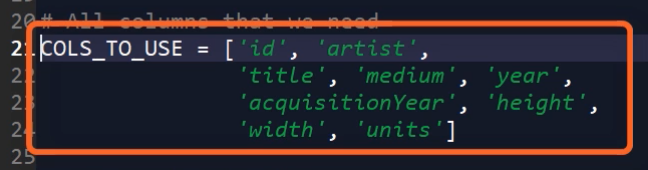 20 # All columns that we need
21 COLS_TO_USE = ['id', 'artist',
22 'title', 'medium', 'year',
23 'acquisitionYear', 'height',
24 'width', 'units']
25